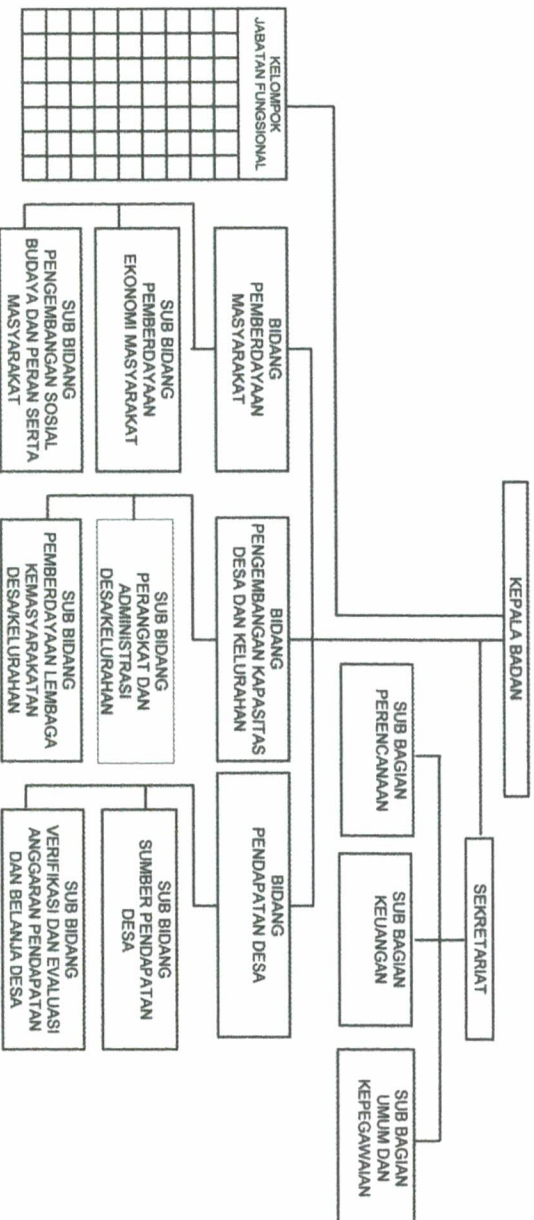 KEPALA BADAN
SEKRETARIAT
SUB BAGIAN
PERENCANAAN
SUB BAGIAN
KEUANGAN
SUB BAGIAN
UMUM DAN
KEPEGAWAIAN
KELOMPOK
JABATAN FUNGSIONAL
BIDANG
PEMBERDAYAAN
MASYARAKAT
BIDANG
PENGEMBANGAN KAPASITAS
DESA DAN KELURAHAN
BIDANG
PENDAPATAN DESA
SUB BIDANG
PEMBERDAYAAN
EKONOMI MASYARAKAT
SUB BIDANG
PERANGKAT DAN
ADMINISTRASI
DESA/KELURAHAN
SUB BIDANG
SUMBER PENDAPATAN
DESA
SUB BIDANG
PENGEMBANGAN SOSIAL
BUDAYA DAN PERAN SERTA
MASYARAKAT
SUB BIDANG
PEMBERDAYAAN LEMBAGA
KEMASYARAKATAN
DESA/KELURAHAN
SUB BIDANG
VERIFIKASI DAN EVALUASI
ANGGARAN PENDAPATAN
DAN BELANJA DESA